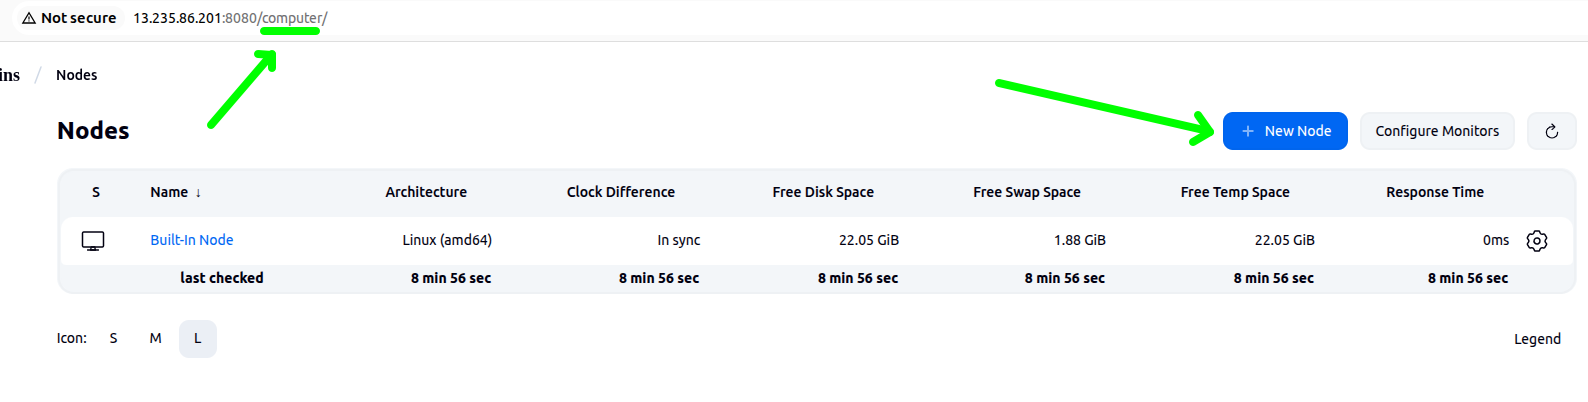 Not secure 13.235.86.201:8080/computer/
ins / Nodes
Nodes
+ New Node Configure Monitors
S Name ↓ Architecture Clock Difference Free Disk Space Free Swap Space Free Temp Space Response Time
Built-In Node Linux (amd64) In sync 22.05 GiB 1.88 GiB 22.05 GiB 0ms
last checked 8 min 56 sec 8 min 56 sec 8 min 56 sec 8 min 56 sec 8 min 56 sec 8 min 56 sec
Icon: S M L Legend